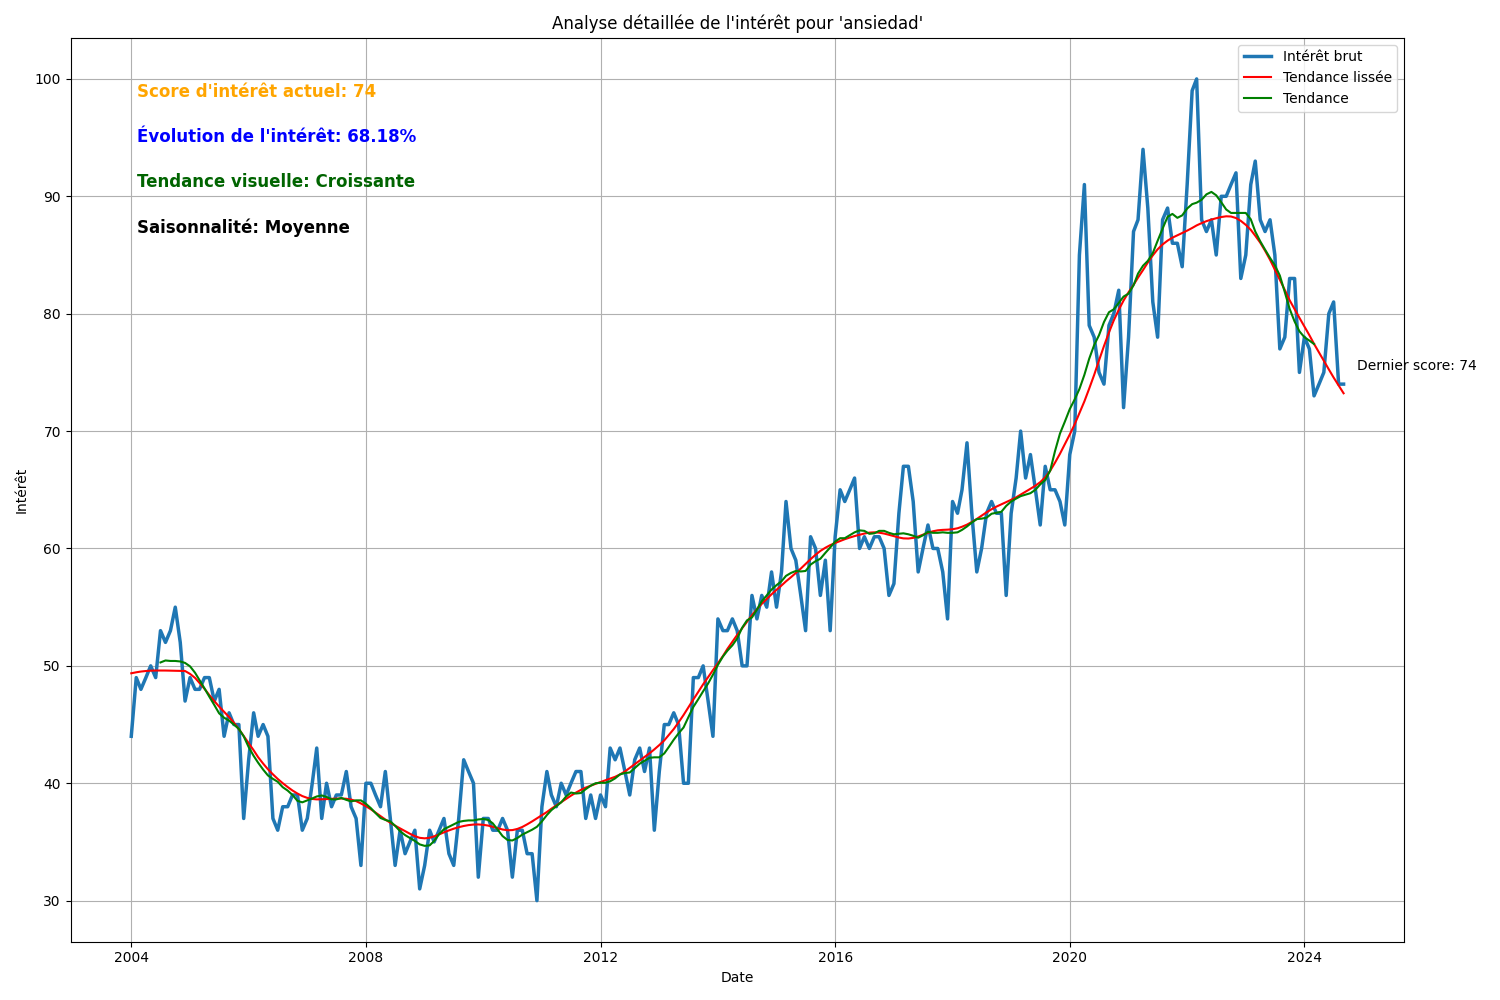 Analyse détaillée de l'intérêt pour 'ansiedad'
Intérêt brut
Tendance lissée
Tendance
Score d'intérêt actuel: 74
Évolution de l'intérêt: 68.18%
Tendance visuelle: Croissante
Saisonnalité: Moyenne
Dernier score: 74
Intérêt
100
90
80
70
60
50
40
30
2004
2008
2012
2016
2020
2024
Date